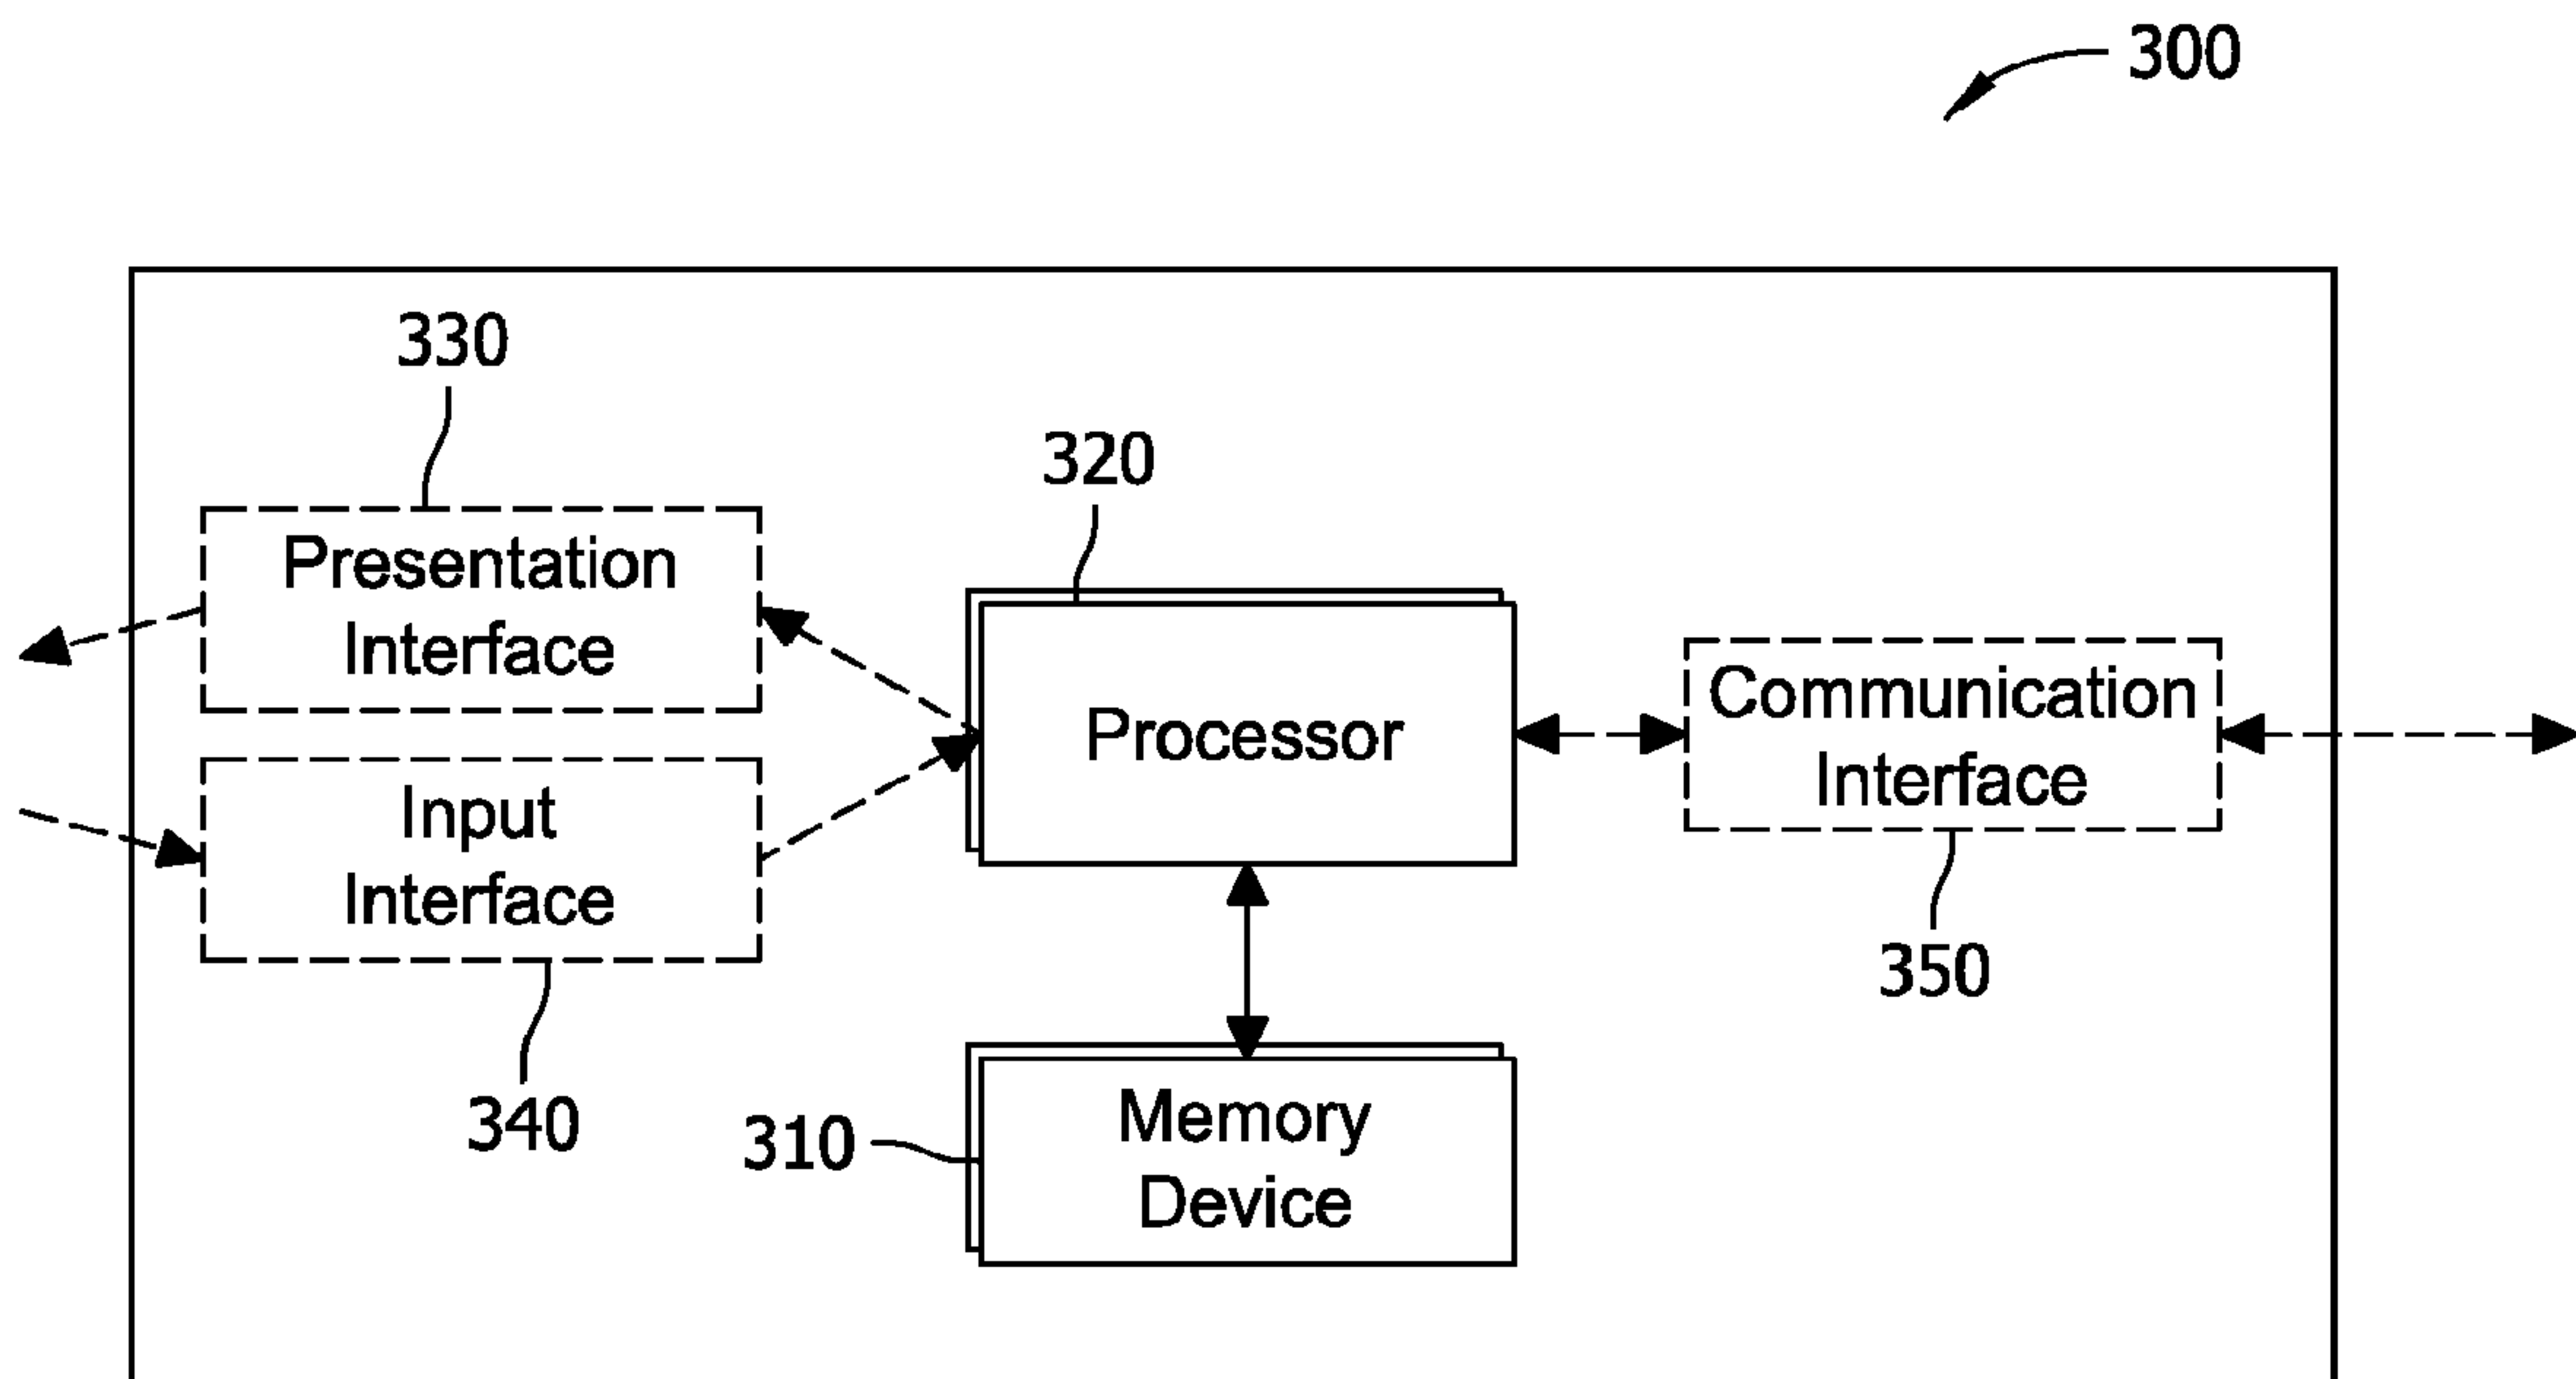 300
330
320
Presentation
Interface
Processor
Communication
Interface
Input
Interface
350
340
310
Memory
Device